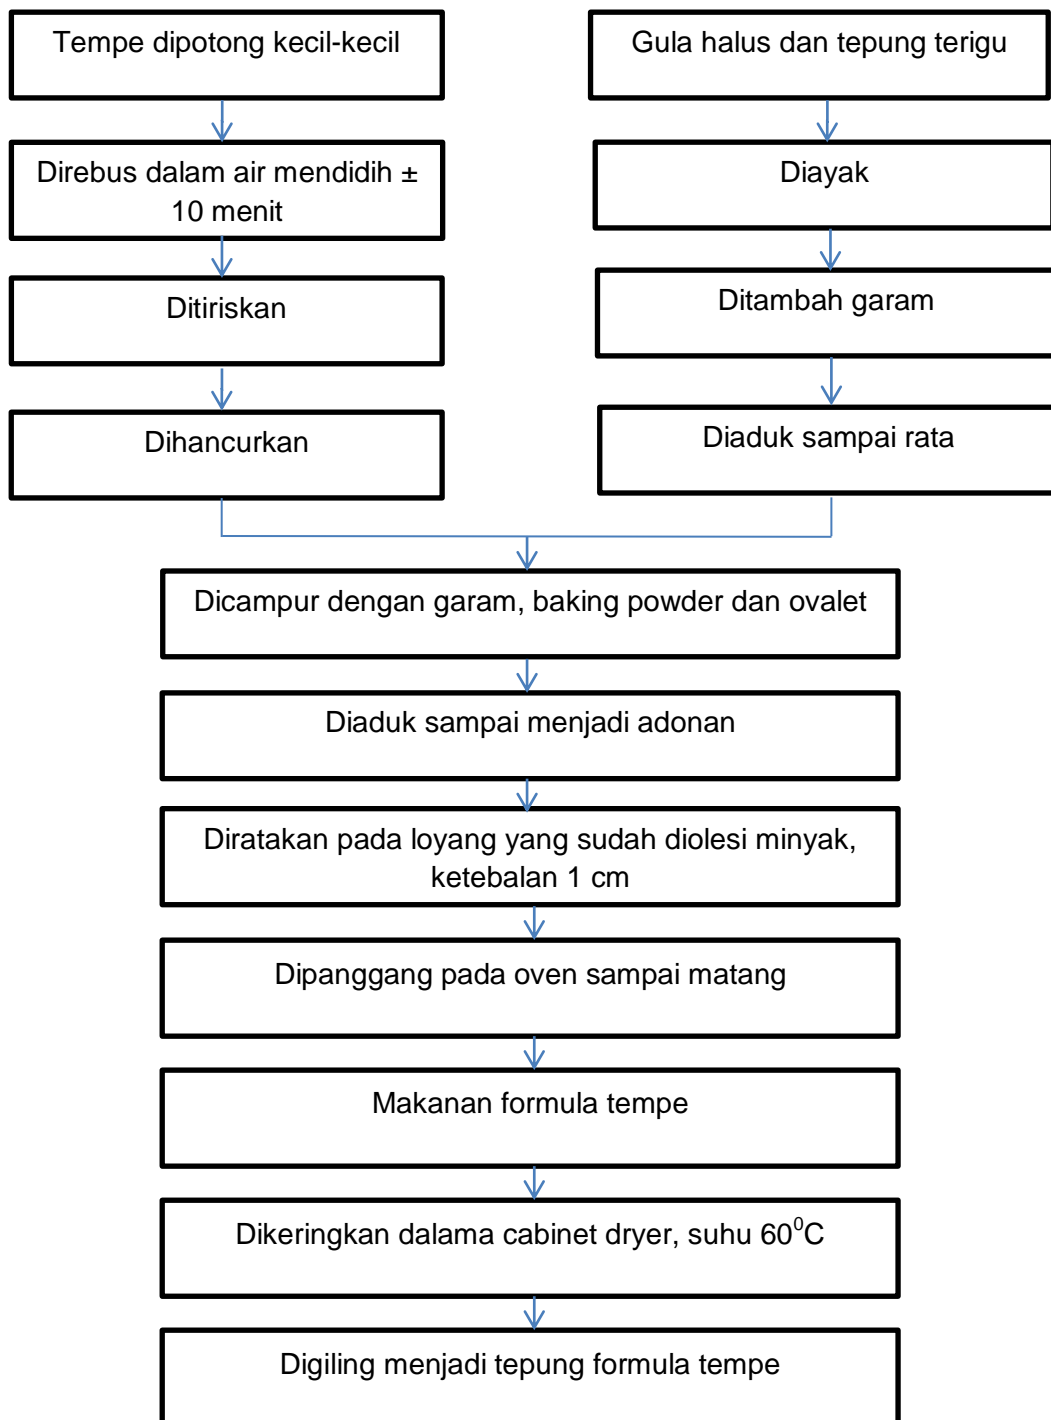 Tempe dipotong kecil-kecil
Direbus dalam air mendidih ±
10 menit
Ditiriskan
Dihancurkan
Gula halus dan tepung terigu
Diayak
Ditambah garam
Diaduk sampai rata
Dicampur dengan garam, baking powder dan ovalet
Diaduk sampai menjadi adonan
Diratakan pada loyang yang sudah diolesi minyak,
ketebalan 1 cm
Dipanggang pada oven sampai matang
Makanan formula tempe
Dikeringkan dalama cabinet dryer, suhu 60⁰C
Digiling menjadi tepung formula tempe